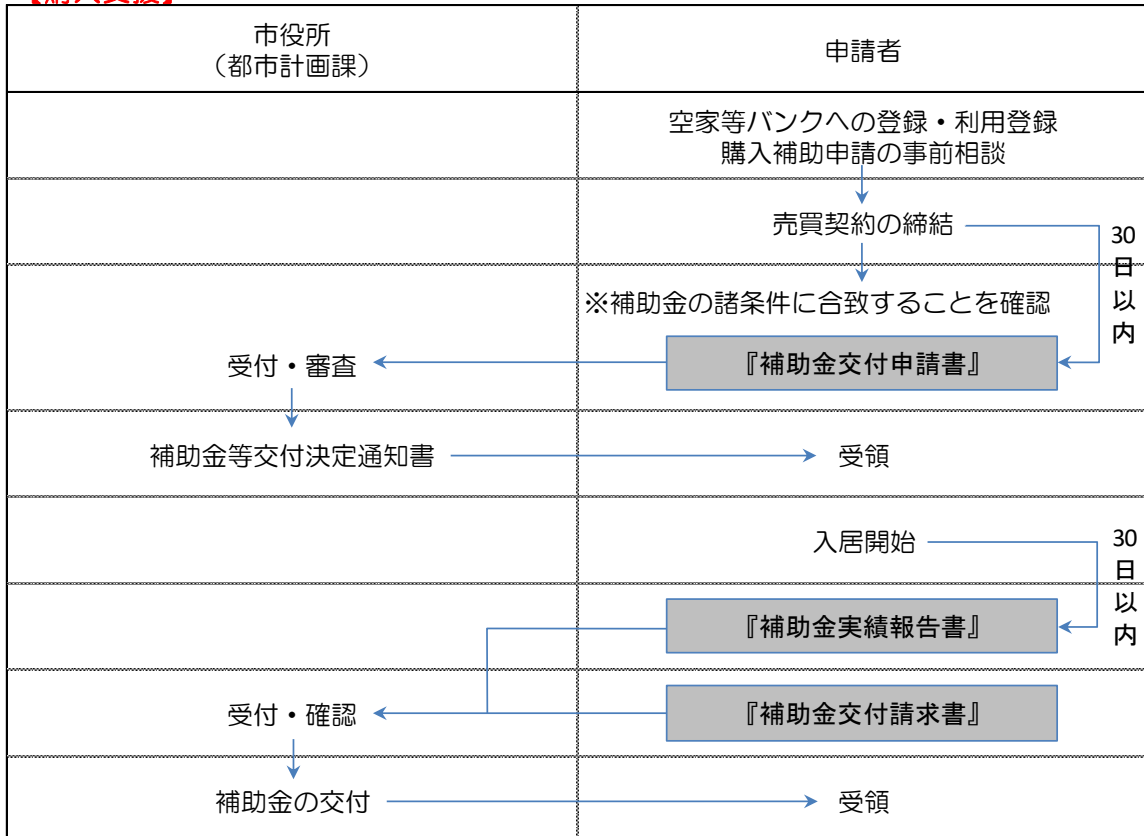 【購入支援】
市役所
（都市計画課）
申請者
空家等バンクへの登録・利用登録
購入補助申請の事前相談
売買契約の締結
30
日
以
内
※補助金の諸条件に合致することを確認
受付・審査
『補助金交付申請書』
補助金等交付決定通知書
受領
入居開始
30
日
以
内
『補助金実績報告書』
受付・確認
『補助金交付請求書』
補助金の交付
受領